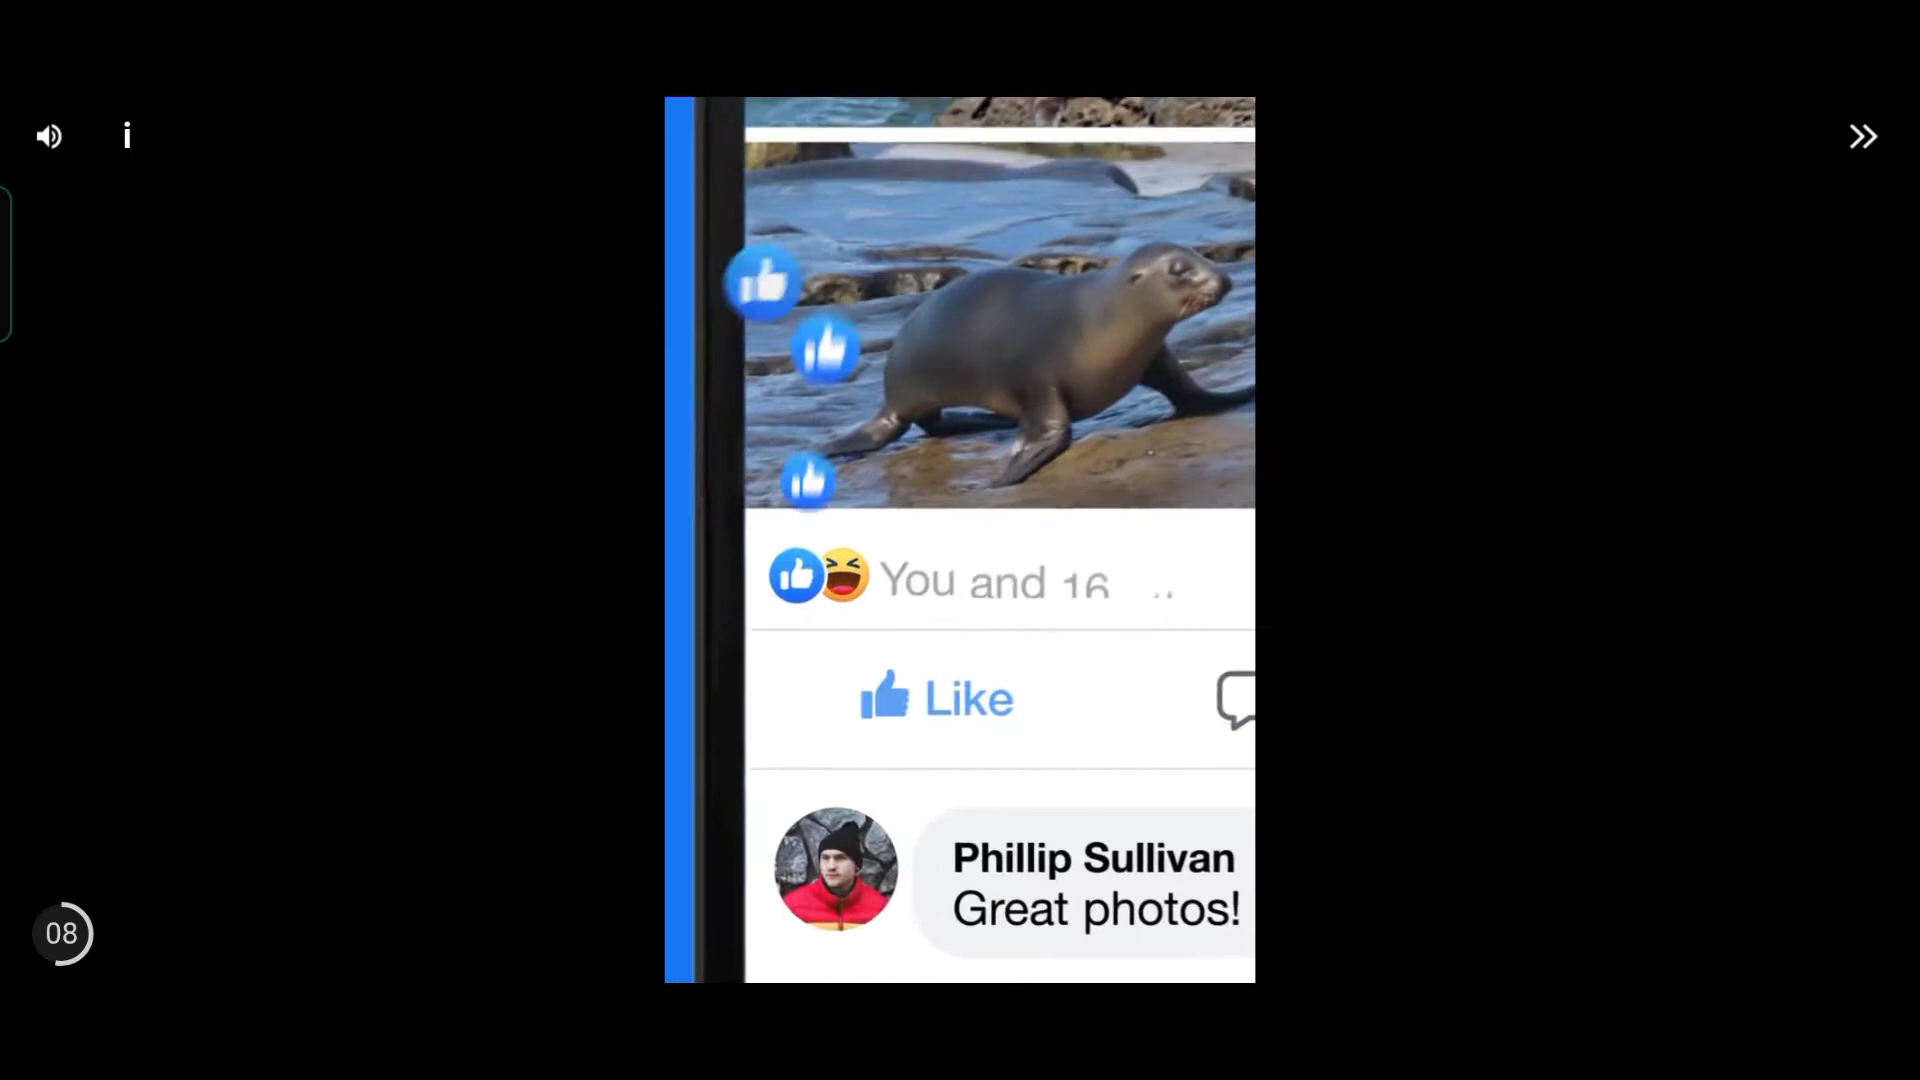 You and 16
Like
Phillip Sullivan
Great photos!
08